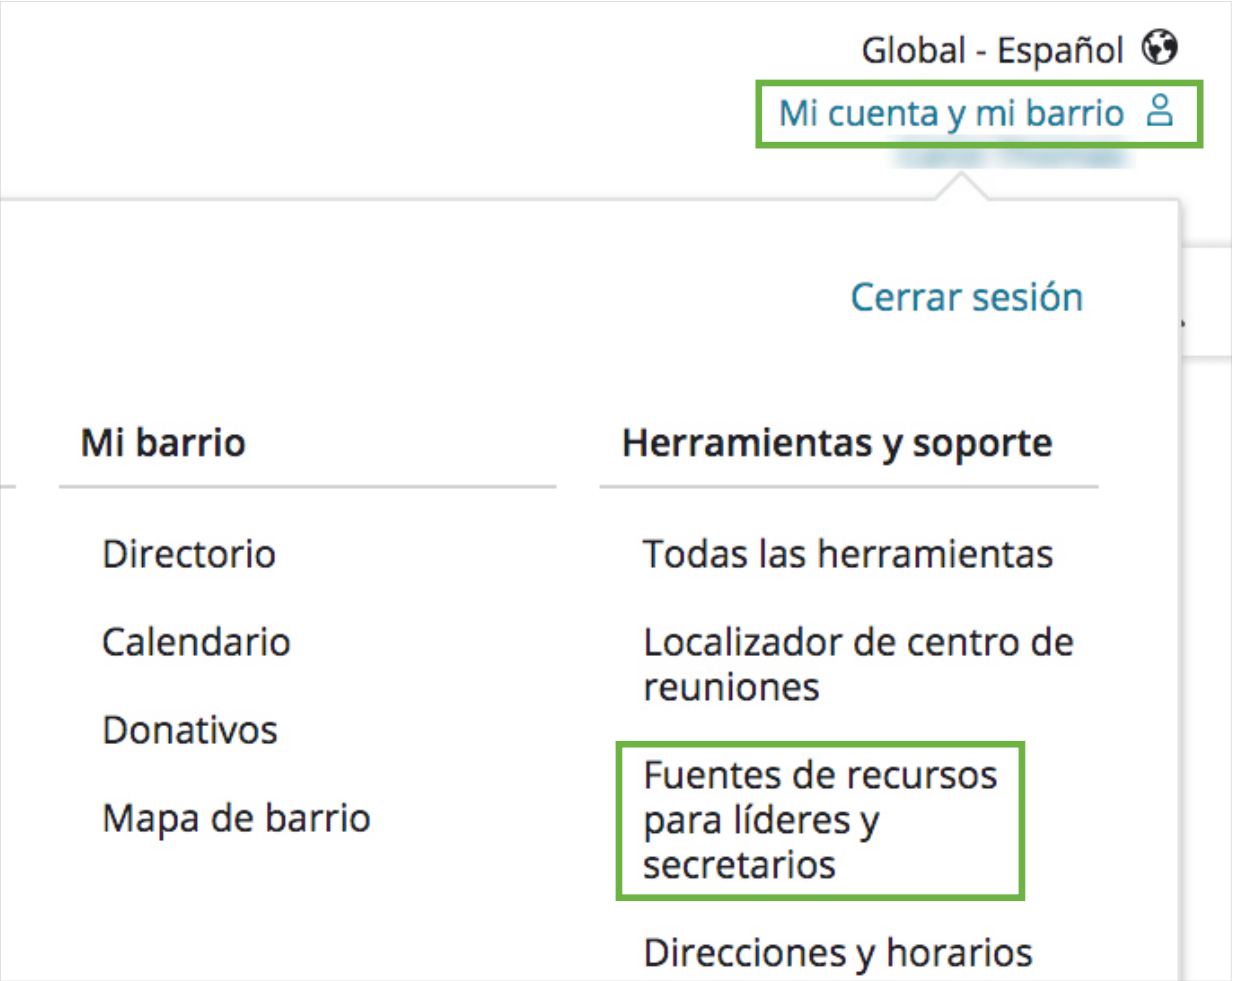 Global - Español
Mi cuenta y mi barrio
Cerrar sesión
Mi barrio
Directorio
Calendario
Donativos
Mapa de barrio
Herramientas y soporte
Todas las herramientas
Localizador de centro de
reuniones
Fuentes de recursos
para líderes y
secretarios
Direcciones y horarios